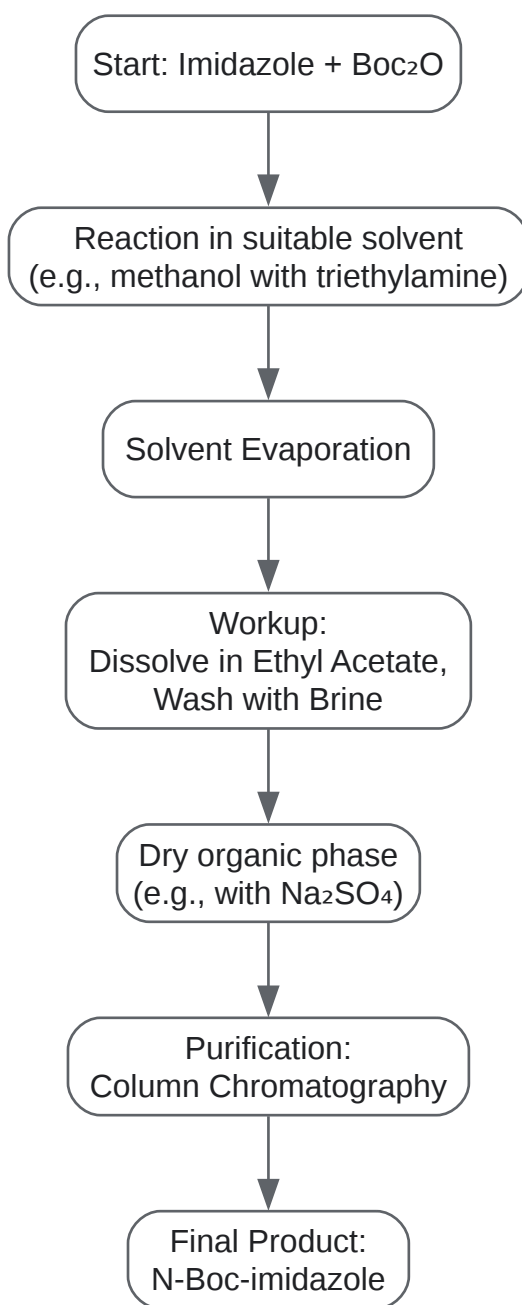 Start: Imidazole + Boc₂O
Reaction in suitable solvent
(e.g., methanol with triethylamine)
Solvent Evaporation
Workup:
Dissolve in Ethyl Acetate,
Wash with Brine
Dry organic phase
(e.g., with Na₂SO₄)
Purification:
Column Chromatography
Final Product:
N-Boc-imidazole